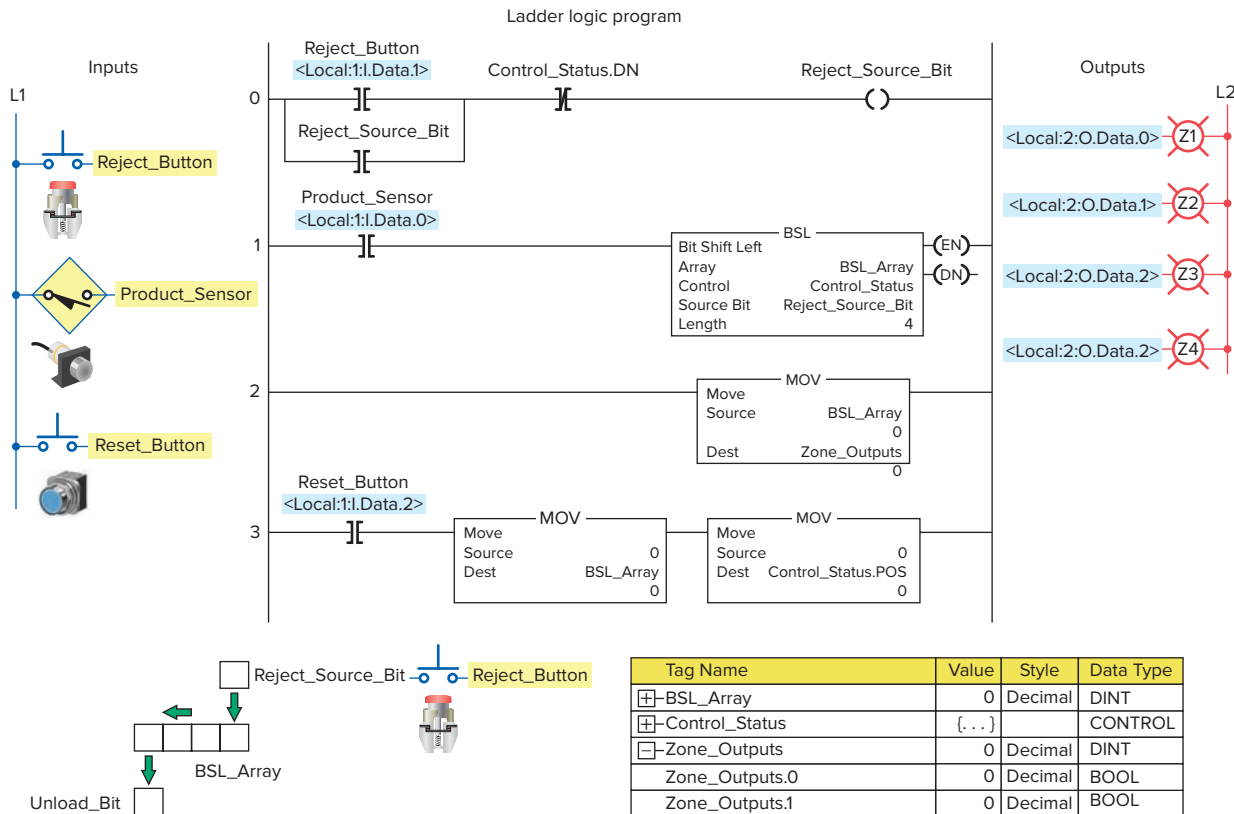 Ladder logic program
Inputs
Outputs
L1
L2
Reject_Button
<Local:1:I.Data.1>
Control_Status.DN
Reject_Source_Bit
0
Reject_Source_Bit
Reject_Button
Product_Sensor
<Local:1:I.Data.0>
1
BSL
Bit Shift Left
Array BSL_Array
Control Control_Status
Source Bit Reject_Source_Bit
Length 4
(EN)
(DN)
Product_Sensor
2
MOV
Move
Source BSL_Array
0
Dest Zone_Outputs
0
Reset_Button
Reset_Button
<Local:1:I.Data.2>
3
MOV
Move
Source 0
Dest BSL_Array
0
MOV
Move
Source 0
Dest Control_Status.POS
0
<Local:2:O.Data.0> Z1
<Local:2:O.Data.1> Z2
<Local:2:O.Data.2> Z3
<Local:2:O.Data.2> Z4
Reject_Source_Bit
Reject_Button
BSL_Array
Unload_Bit
Tag Name Value Style Data Type
BSL_Array 0 Decimal DINT
Control_Status {...} CONTROL
Zone_Outputs 0 Decimal DINT
Zone_Outputs.0 0 Decimal BOOL
Zone_Outputs.1 0 Decimal BOOL